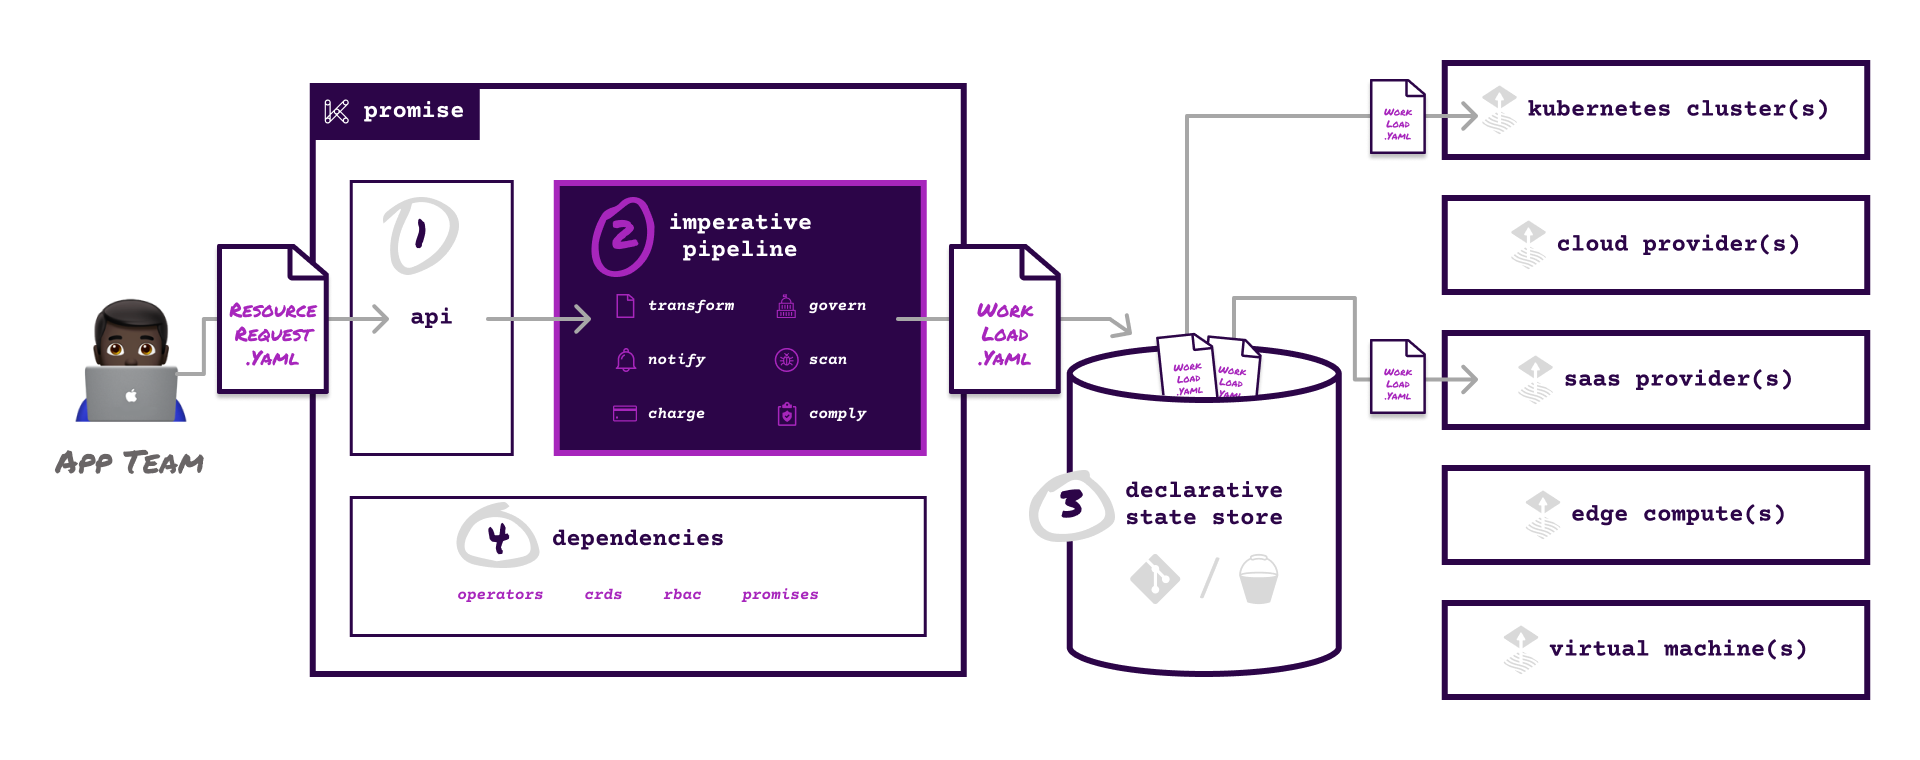 promise
1
api
2
imperative
pipeline
transform
govern
notify
scan
charge
comply
4
dependencies
operators crds rbac promises
Resource
Request
.Yaml
App Team
Work
Load
.Yaml
Work
Load
.Yaml
Work
Load
.Yaml
3
declarative
state store
/
Work
Load
.Yaml
kubernetes cluster(s)
cloud provider(s)
Work
Load
.Yaml
saas provider(s)
edge compute(s)
virtual machine(s)